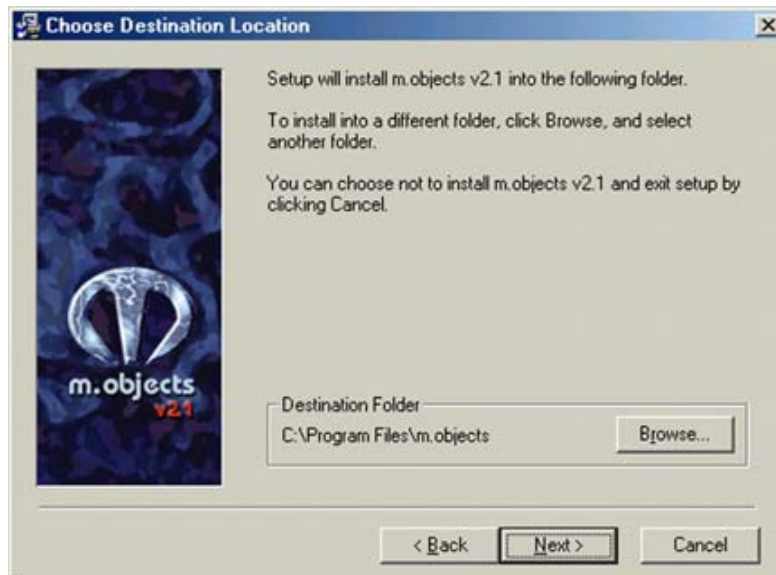 Choose Destination Location
Setup will install m.objects v2.1 into the following folder.
To install into a different folder, click Browse, and select
another folder.
You can choose not to install m.objects v2.1 and exit setup by
clicking Cancel.
m.objects
v2.1
Destination Folder
C:\Program Files\m.objects
Browse...
< Back
Next >
Cancel